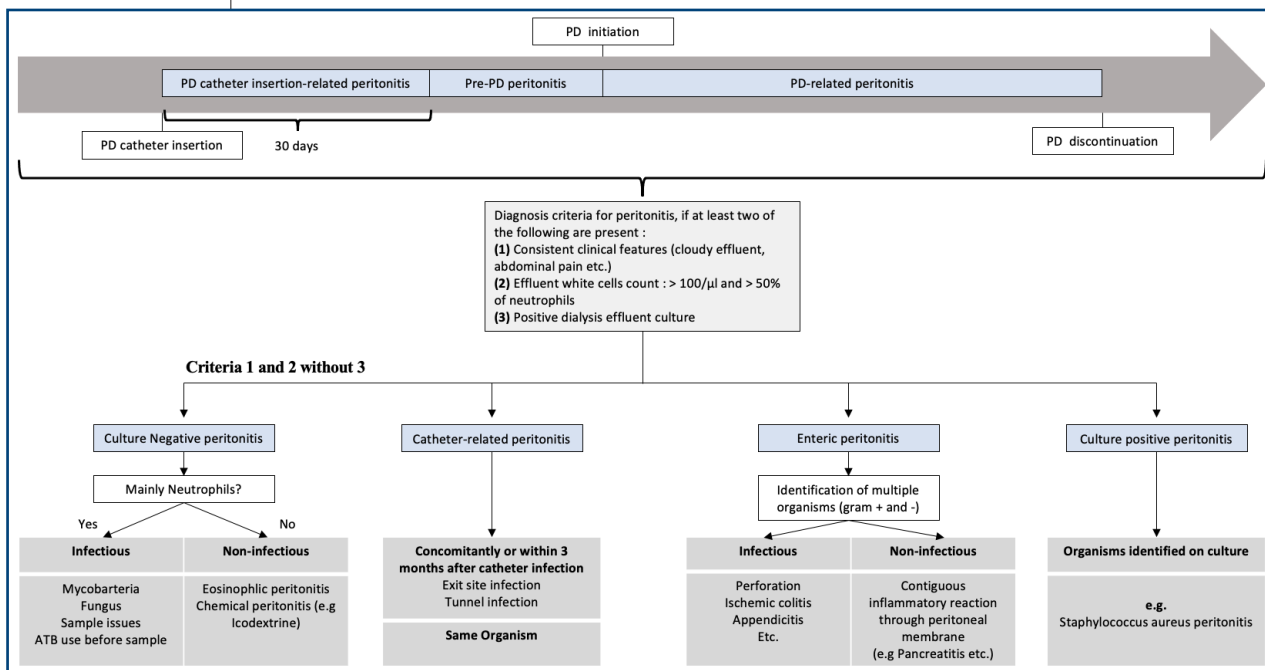 PD initiation
PD catheter insertion-related peritonitis
Pre-PD peritonitis
PD-related peritonitis
PD catheter insertion
30 days
PD discontinuation
Diagnosis criteria for peritonitis, if at least two of
the following are present :
(1) Consistent clinical features (cloudy effluent,
abdominal pain etc.)
(2) Effluent white cells count : > 100/µl and > 50%
of neutrophils
(3) Positive dialysis effluent culture
Criteria 1 and 2 without 3
Culture Negative peritonitis
Mainly Neutrophils?
Yes
No
Infectious
Mycobarteria
Fungus
Sample issues
ATB use before sample
Non-infectious
Eosinophlic peritonitis
Chemical peritonitis (e.g
Icodextrine)
Catheter-related peritonitis
Concomitantly or within 3
months after catheter infection
Exit site infection
Tunnel infection
Same Organism
Enteric peritonitis
Identification of multiple
organisms (gram + and -)
Infectious
Perforation
Ischemic colitis
Appendicitis
Etc.
Non-infectious
Contiguous
inflammatory reaction
through peritoneal
membrane
(e.g Pancreatitis etc.)
Culture positive peritonitis
Organisms identified on culture
e.g.
Staphylococcus aureus peritonitis